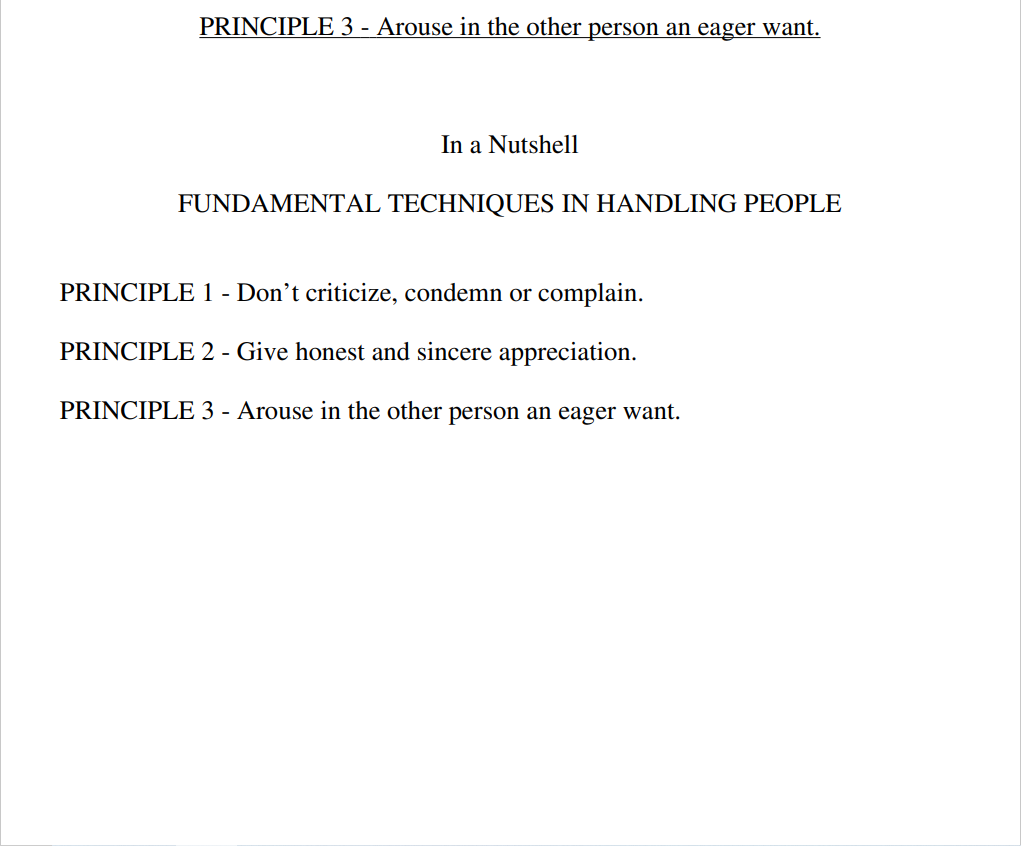 PRINCIPLE 3 - Arouse in the other person an eager want.
In a Nutshell
FUNDAMENTAL TECHNIQUES IN HANDLING PEOPLE
PRINCIPLE 1 - Don’t criticize, condemn or complain.
PRINCIPLE 2 - Give honest and sincere appreciation.
PRINCIPLE 3 - Arouse in the other person an eager want.